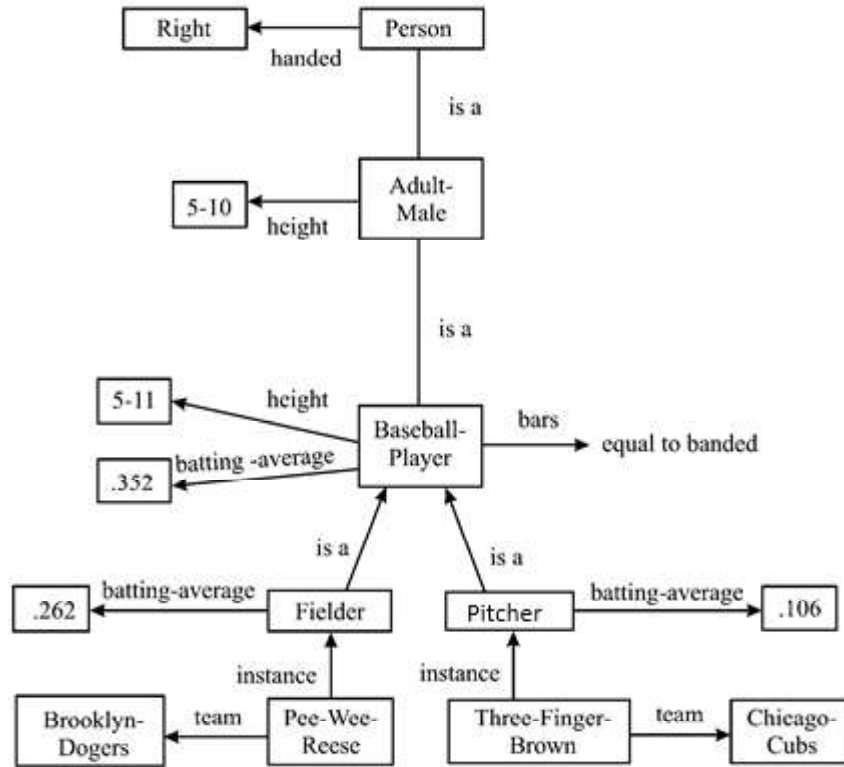 Right
Person
handed
is a
Adult-
Male
5-10
height
is a
5-11
height
Baseball-
Player
bars
equal to banded
batting -average
.352
is a
is a
.262
batting-average
Fielder
Pitcher
batting-average
.106
instance
instance
Brooklyn-
Dogers
team
Pee-Wee-
Reese
Three-Finger-
Brown
team
Chicago-
Cubs